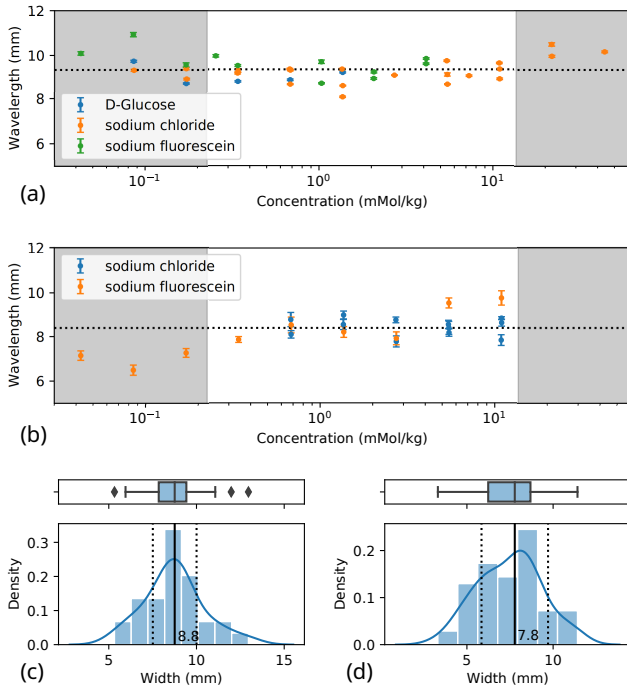 12
10
8
6
Wavelength (mm)
D-Glucose
sodium chloride
sodium fluorescein
10⁻¹ 10⁰ 10¹
Concentration (mMol/kg)
(a)
12
10
8
6
Wavelength (mm)
sodium chloride
sodium fluorescein
10⁻¹ 10⁰ 10¹
Concentration (mMol/kg)
(b)
0.3
0.2
0.1
0.0
Density
8.8
5 10 15
Width (mm)
(c)
0.2
0.1
0.0
Density
7.8
5 10
Width (mm)
(d)